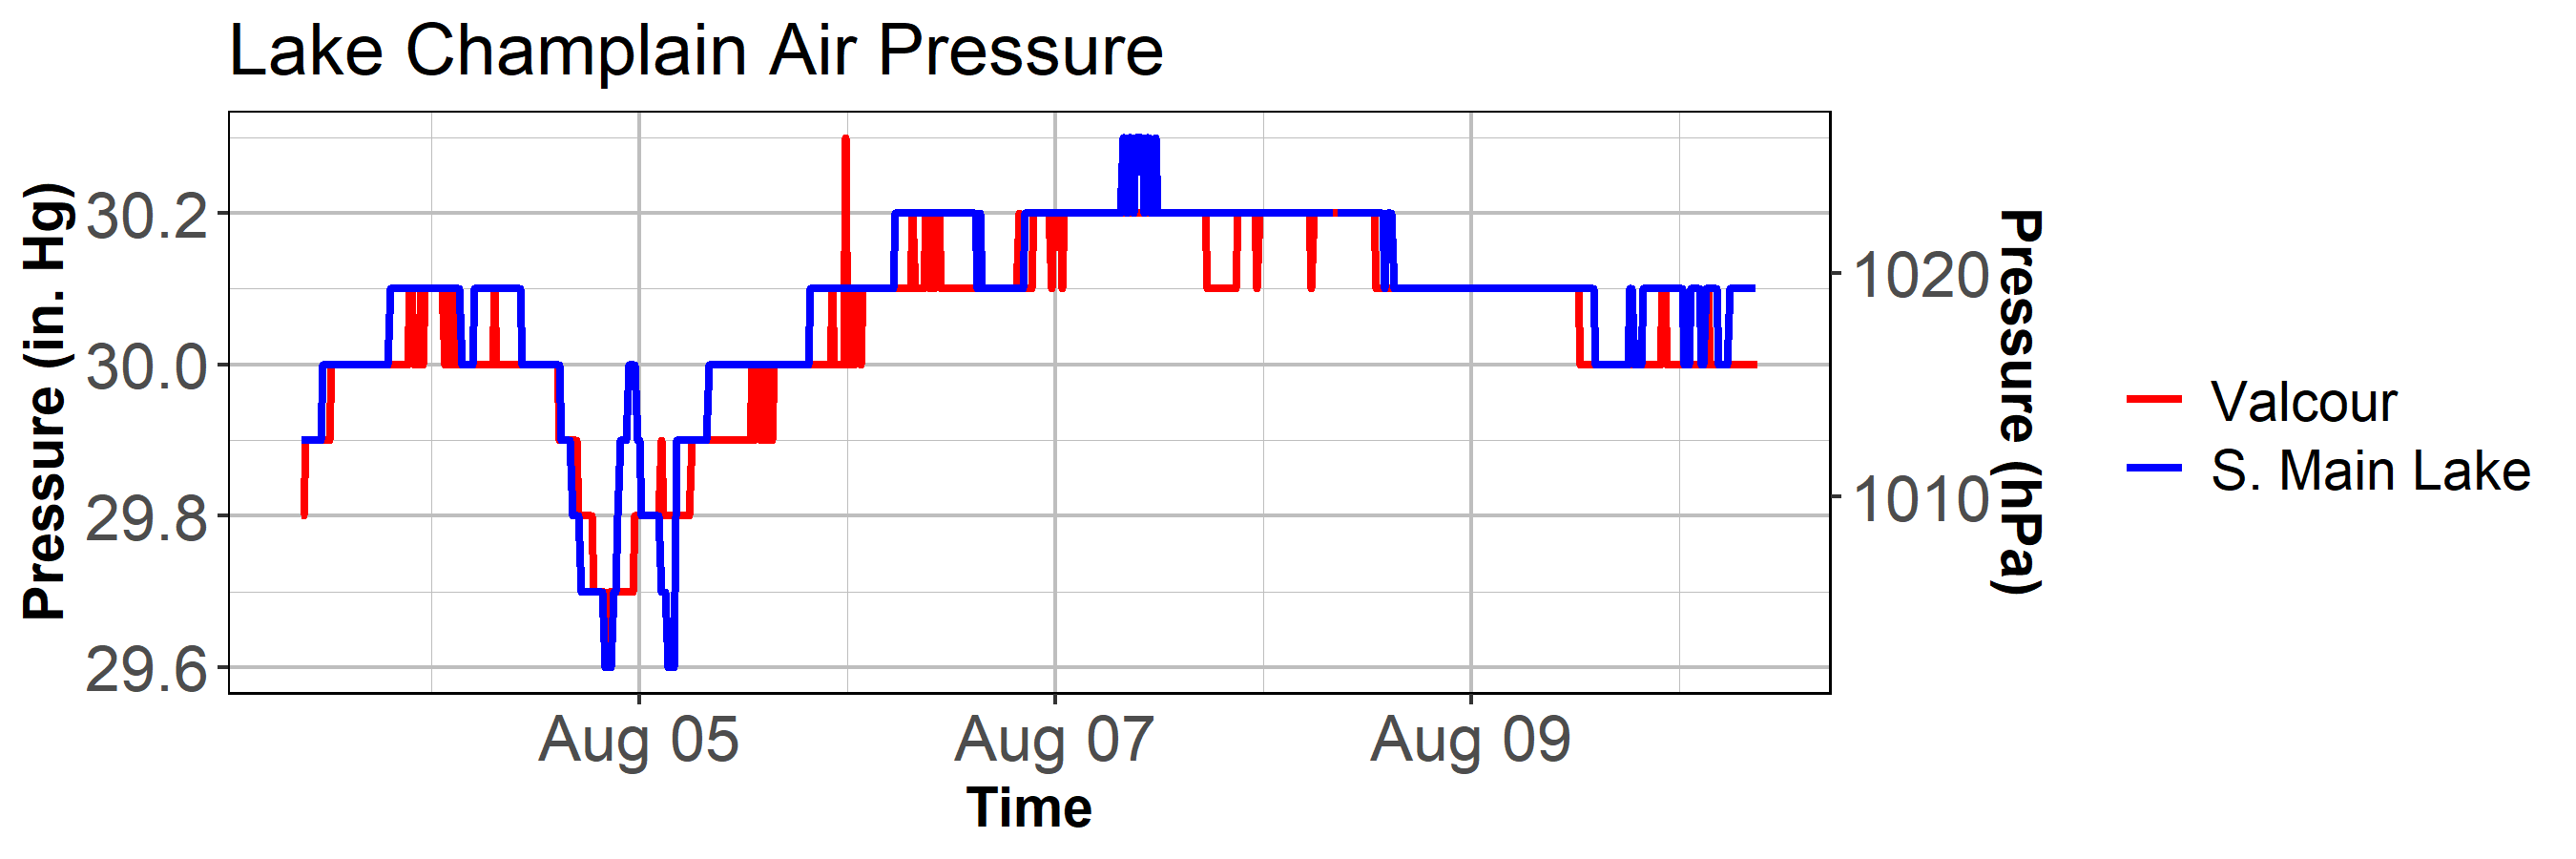 Lake Champlain Air Pressure
Pressure (in. Hg)
30.2
30.0
29.8
29.6
1020
1010
Pressure (hPa)
Valcour
S. Main Lake
Aug 05
Aug 07
Aug 09
Time